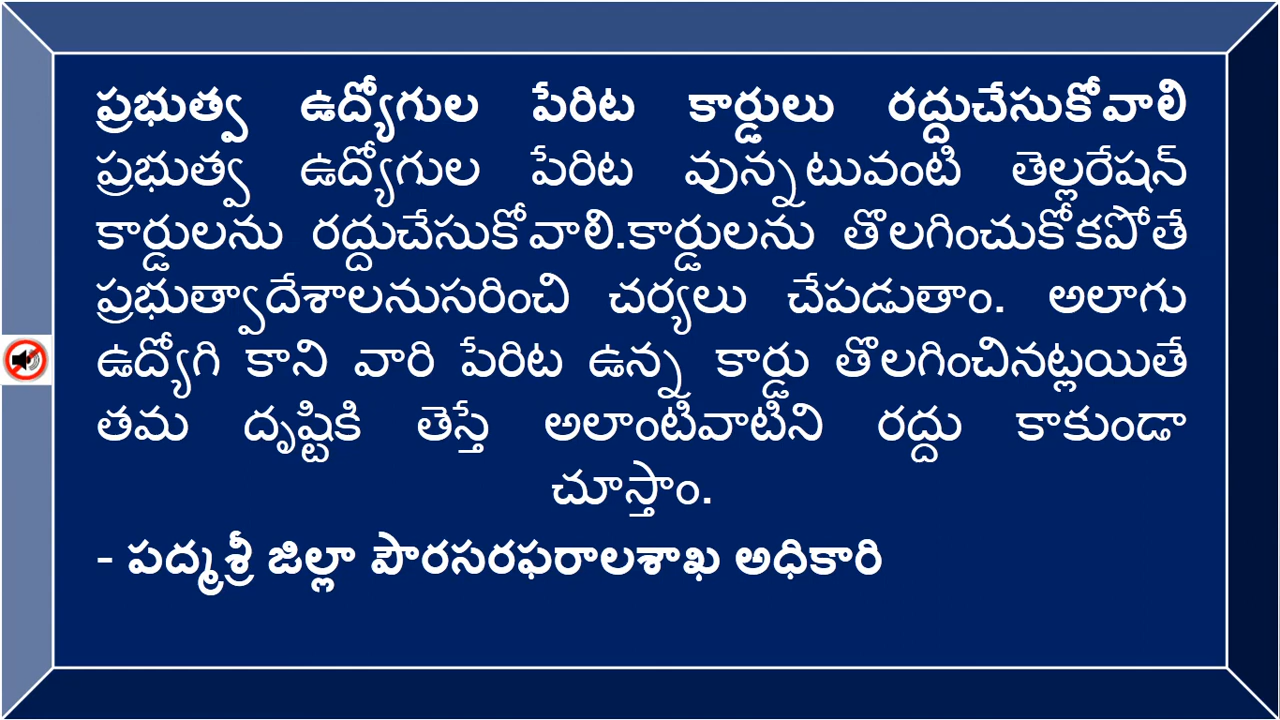 ప్రభుత్వ ఉద్యోగుల పేరిట కార్డులు రద్దుచేసుకోవాలి
ప్రభుత్వ ఉద్యోగుల పేరిట వున్నటువంటి తెల్లరేషన్
కార్డులను రద్దుచేసుకోవాలి.కార్డులను తొలగించుకోకపోతే
ప్రభుత్వాదేశాలనుసరించి చర్యలు చేపడుతాం. అలాగు
ఉద్యోగి కాని వారి పేరిట ఉన్న కార్డు తొలగించినట్లయితే
తమ దృష్టికి తెస్తే అలాంటివాటిని రద్దు కాకుండా
చూస్తాం.
- పద్మశ్రీ జిల్లా పౌరసరఫరాలశాఖ అధికారి